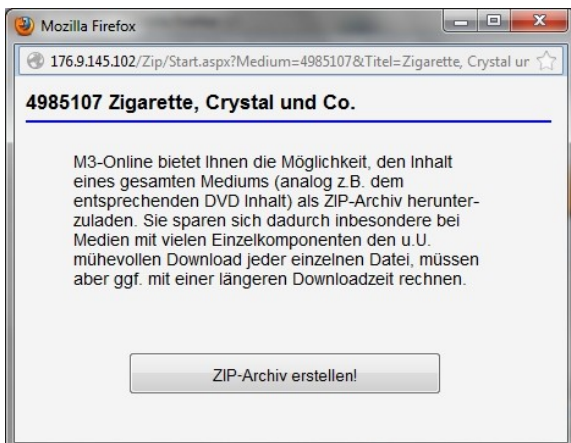 Mozilla Firefox
176.9.145.102/Zip/Start.aspx?Medium=4985107&Titel=Zigarette, Crystal ur
4985107 Zigarette, Crystal und Co.
M3-Online bietet Ihnen die Möglichkeit, den Inhalt
eines gesamten Mediums (analog z.B. dem
entsprechenden DVD Inhalt) als ZIP-Archiv herunter-
zuladen. Sie sparen sich dadurch inbesondere bei
Medien mit vielen Einzelkomponenten den u.U.
mühevollen Download jeder einzelnen Datei, müssen
aber ggf. mit einer längeren Downloadzeit rechnen.
ZIP-Archiv erstellen!